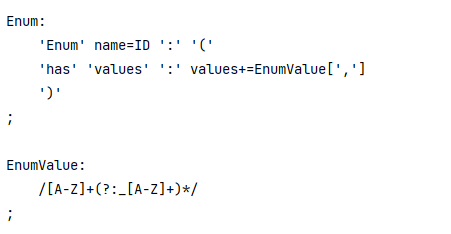 Enum:
    'Enum' name=ID ':' '('
    'has' 'values' ':' values+=EnumValue[',']
    ')'
;

EnumValue:
    /[A-Z]+(?:_[A-Z]+)*/
;